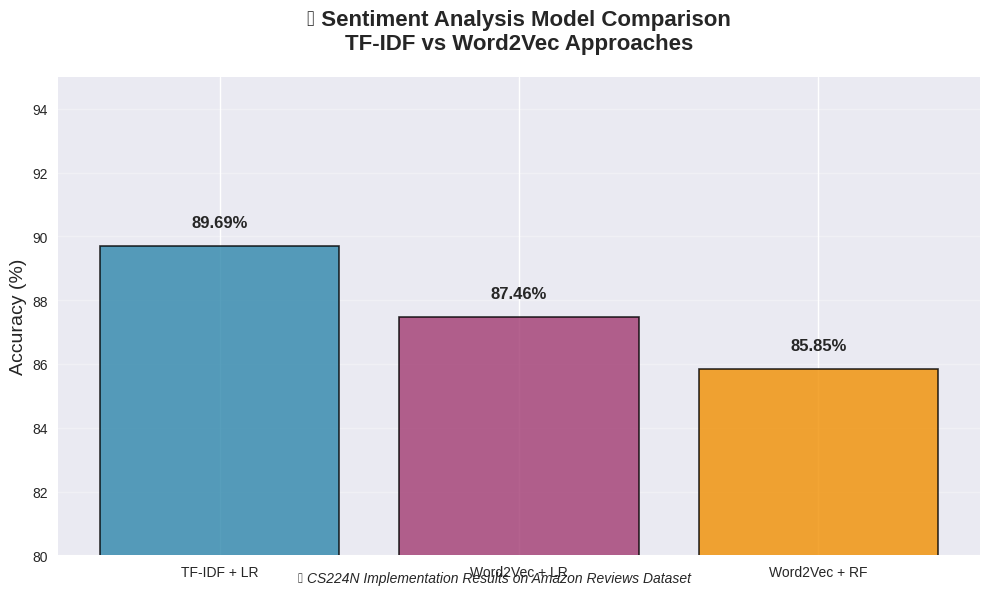 Sentiment Analysis Model Comparison
TF-IDF vs Word2Vec Approaches
Accuracy (%)
94
92
90
88
86
84
82
80
89.69%
87.46%
85.85%
TF-IDF + LR
Word2Vec + LR
Word2Vec + RF
CS224N Implementation Results on Amazon Reviews Dataset